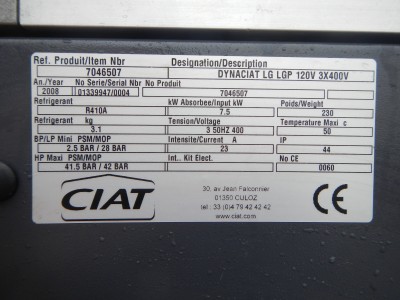 Ref. Produit/Item Nbr Designation/Description
7046507 DYNACIAT LG LGP 120V 3X400V
An./Year No Serie/Serial Nbr No Produit
2008 01339947/0004 7046507
Refrigerant kW Absorbee/Input kW Poids/Weight
R410A 7.5 230
Refrigerant kg Tension/Voltage Temperature Maxi c
3.1 3 50HZ 400 50
BP/LP Mini PSM/MOP Intensite/Current A IP
2.5 BAR / 28 BAR 23 44
HP Maxi PSM/MOP Int.. Kit Elect. No CE
41.5 BAR / 42 BAR 0060
CIAT
30, av Jean Falconnier
01350 CULOZ
tel : 33 (0)4 79 42 42 42
www.ciat.com
CE